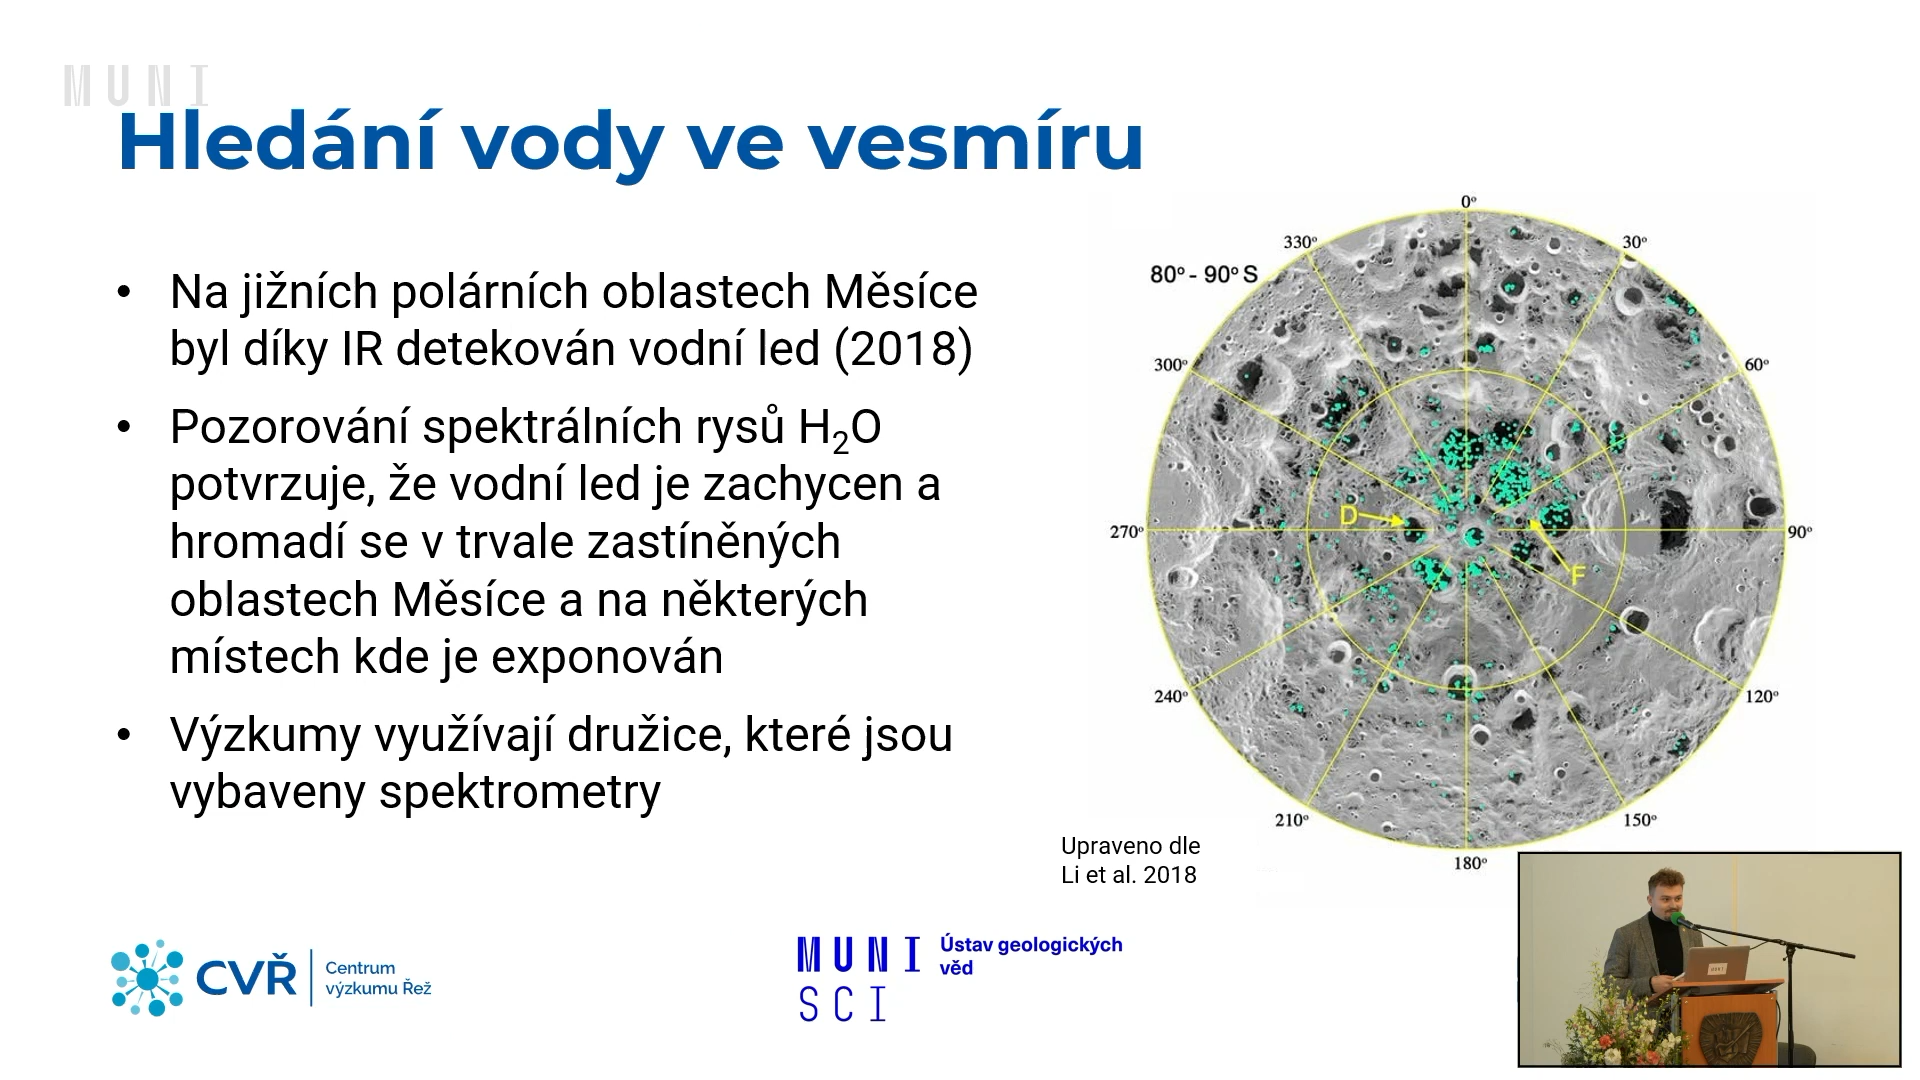 MUNI
Hledání vody ve vesmíru
• Na jižních polárních oblastech Měsíce
byl díky IR detekován vodní led (2018)
• Pozorování spektrálních rysů H₂O
potvrzuje, že vodní led je zachycen a
hromadí se v trvale zastíněných
oblastech Měsíce a na některých
místech kde je exponován
• Výzkumy využívají družice, které jsou
vybaveny spektrometry
80° - 90° S
0°
30°
60°
90°
120°
150°
180°
210°
240°
270°
300°
330°
D
F
Upraveno dle
Li et al. 2018
CVŘ
Centrum
výzkumu Řež
MUNI
SCI
Ústav geologických
věd
MUNI